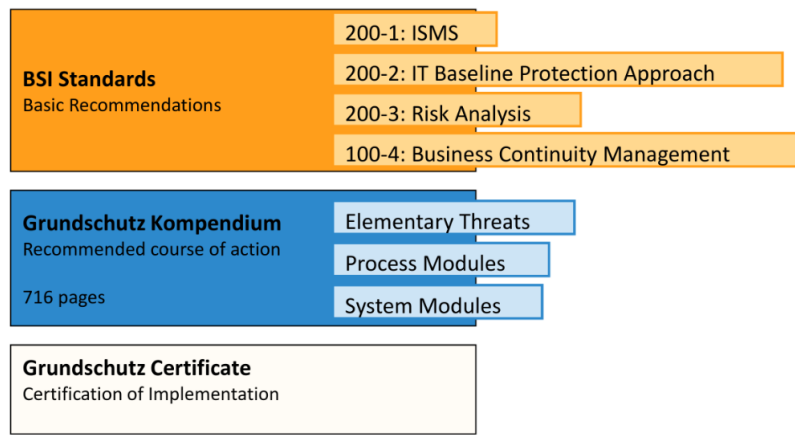 BSI Standards
Basic Recommendations
200-1: ISMS
200-2: IT Baseline Protection Approach
200-3: Risk Analysis
100-4: Business Continuity Management
Grundschutz Kompendium
Recommended course of action
716 pages
Elementary Threats
Process Modules
System Modules
Grundschutz Certificate
Certification of Implementation